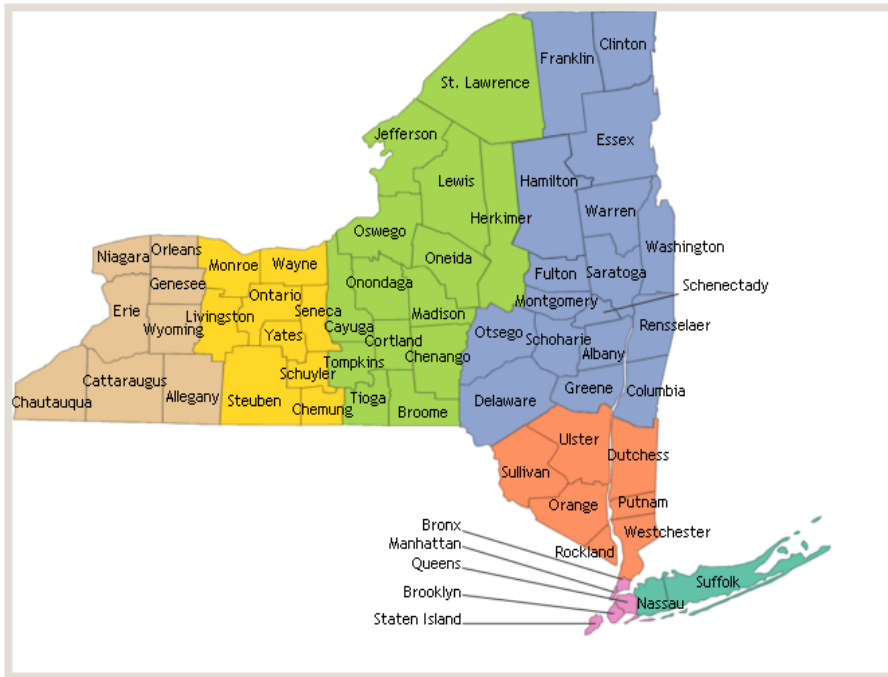 Clinton
Franklin
St. Lawrence
Jefferson
Essex
Lewis
Hamilton
Warren
Herkimer
Oswego
Washington
Orleans
Niagara
Monroe
Wayne
Oneida
Saratoga
Fulton
Genesee
Onondaga
Schenectady
Ontario
Montgomery
Erie
Livingston
Seneca
Madison
Rensselaer
Wyoming
Cayuga
Otsego
Yates
Cortland
Schoharie
Albany
Chenango
Tompkins
Schuyler
Cattaraugus
Greene
Columbia
Allegany
Tioga
Delaware
Chautauqua
Steuben
Chemung
Broome
Ulster
Dutchess
Sullivan
Putnam
Orange
Bronx
Westchester
Manhattan
Rockland
Queens
Suffolk
Brooklyn
Nassau
Staten Island